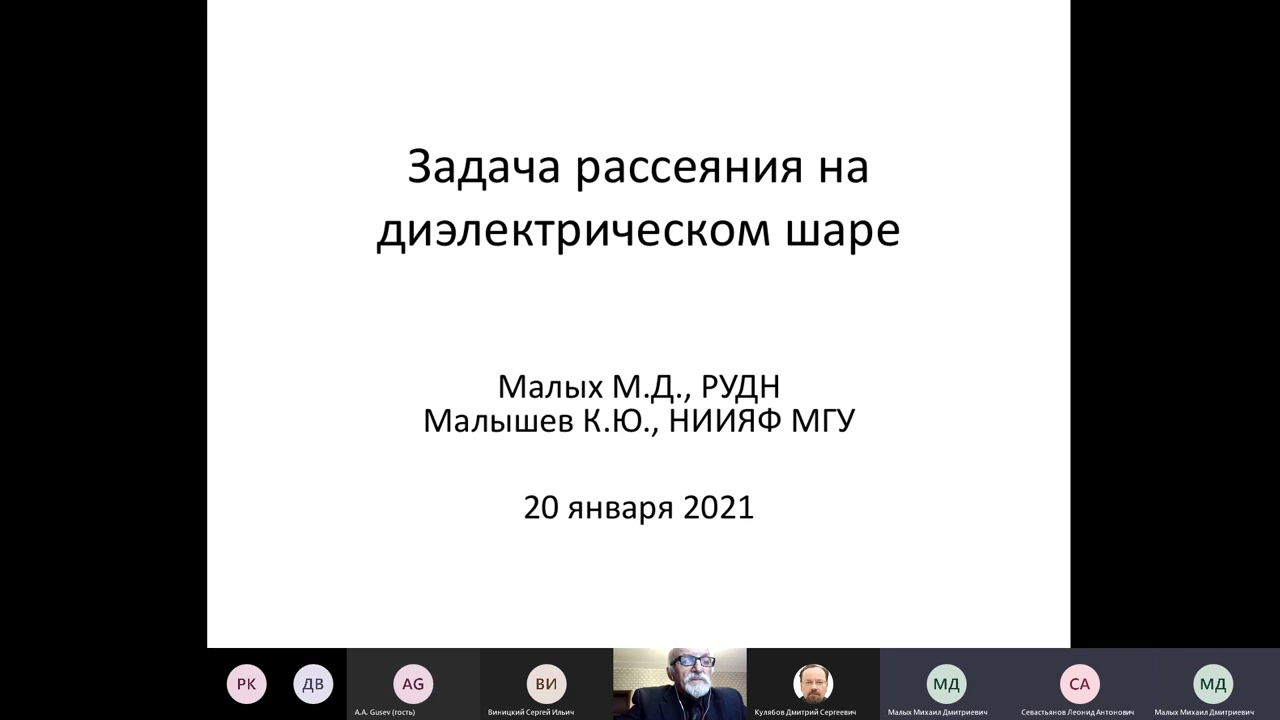 Задача рассеяния на
диэлектрическом шаре
Малых М.Д., РУДН
Малышев К.Ю., НИИЯФ МГУ
20 января 2021
РК
ДВ
AG
ВИ
МД
СА
МД
A.A. Gusev (гость)
Виницкий Сергей Ильич
Кулябов Дмитрий Сергеевич
Малых Михаил Дмитриевич
Севастьянов Леонид Антонович
Малых Михаил Дмитриевич